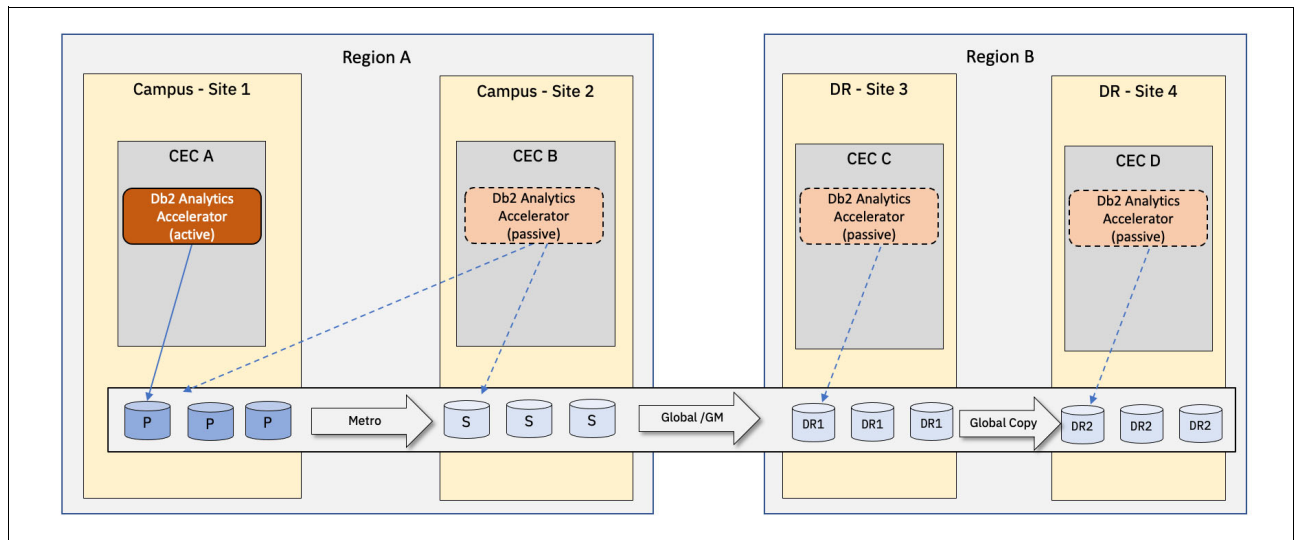 Region A
Region B
Campus - Site 1
Campus - Site 2
DR - Site 3
DR - Site 4
CEC A
CEC B
CEC C
CEC D
Db2 Analytics
Accelerator
(active)
Db2 Analytics
Accelerator
(passive)
Db2 Analytics
Accelerator
(passive)
Db2 Analytics
Accelerator
(passive)
P
P
P
Metro
S
S
S
Global /GM
DR1
DR1
DR1
Global Copy
DR2
DR2
DR2